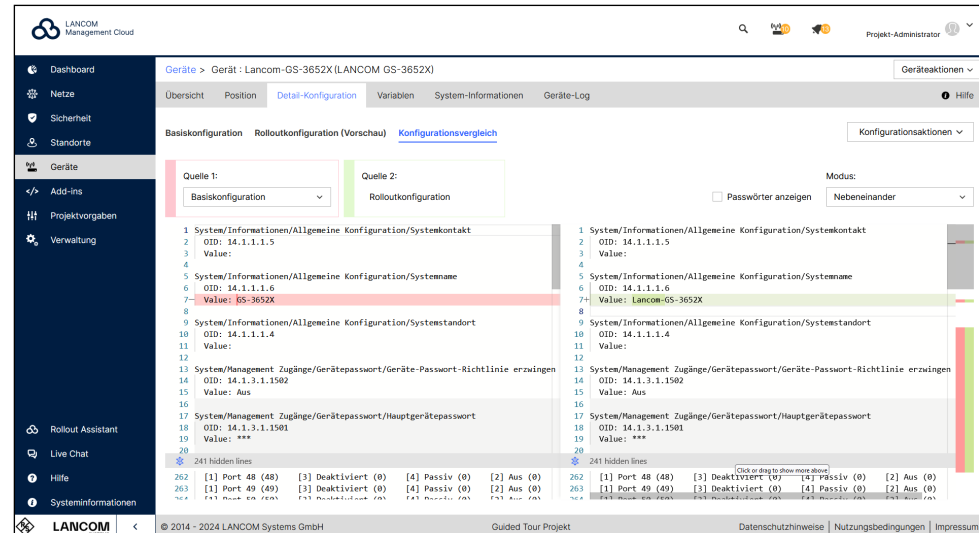 LANCOM
Management Cloud
Projekt-Administrator
Dashboard
Netze
Sicherheit
Standorte
Geräte
Add-ins
Projektvorgaben
Verwaltung
Rollout Assistant
Live Chat
Hilfe
Systeminformationen
LANCOM
Geräte > Gerät : Lancom-GS-3652X (LANCOM GS-3652X)
Geräteaktionen
Übersicht Position Detail-Konfiguration Variablen System-Informationen Geräte-Log
Hilfe
Basiskonfiguration Rolloutkonfiguration (Vorschau) Konfigurationsvergleich
Konfigurationsaktionen
Quelle 1:
Basiskonfiguration
Quelle 2:
Rolloutkonfiguration
Passwörter anzeigen
Modus:
Nebeneinander
1 System/Informationen/Allgemeine Konfiguration/Systemkontakt
2 OID: 14.1.1.1.5
3 Value:
4
5 System/Informationen/Allgemeine Konfiguration/Systemname
6 OID: 14.1.1.1.6
7- Value: GS-3652X
8
9 System/Informationen/Allgemeine Konfiguration/Systemstandort
10 OID: 14.1.1.1.4
11 Value:
12
13 System/Management Zugänge/Gerätepasswort/Geräte-Passwort-Richtlinie erzwingen
14 OID: 14.1.3.1.1502
15 Value: Aus
16
17 System/Management Zugänge/Gerätepasswort/Hauptgerätepasswort
18 OID: 14.1.3.1.1501
19 Value: ***
20
241 hidden lines
262 [1] Port 48 (48) [3] Deaktiviert (0) [4] Passiv (0) [2] Aus (0)
263 [1] Port 49 (49) [3] Deaktiviert (0) [4] Passiv (0) [2] Aus (0)
1 System/Informationen/Allgemeine Konfiguration/Systemkontakt
2 OID: 14.1.1.1.5
3 Value:
4
5 System/Informationen/Allgemeine Konfiguration/Systemname
6 OID: 14.1.1.1.6
7+ Value: Lancom-GS-3652X
8
9 System/Informationen/Allgemeine Konfiguration/Systemstandort
10 OID: 14.1.1.1.4
11 Value:
12
13 System/Management Zugänge/Gerätepasswort/Geräte-Passwort-Richtlinie erzwingen
14 OID: 14.1.3.1.1502
15 Value: Aus
16
17 System/Management Zugänge/Gerätepasswort/Hauptgerätepasswort
18 OID: 14.1.3.1.1501
19 Value: ***
20
241 hidden lines
Click or drag to show more above
262 [1] Port 48 (48) [3] Deaktiviert (0) [4] Passiv (0) [2] Aus (0)
263 [1] Port 49 (49) [3] Deaktiviert (0) [4] Passiv (0) [2] Aus (0)
© 2014 - 2024 LANCOM Systems GmbH
Guided Tour Projekt
Datenschutzhinweise | Nutzungsbedingungen | Impressum